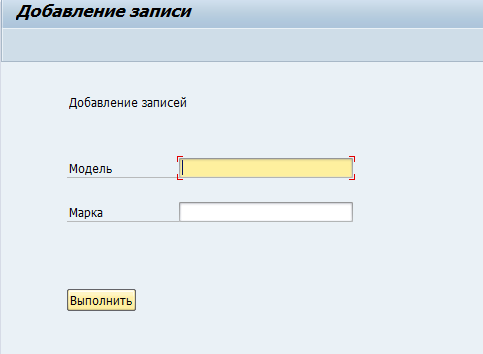 Добавление записи
Добавление записей
Модель
Марка
Выполнить